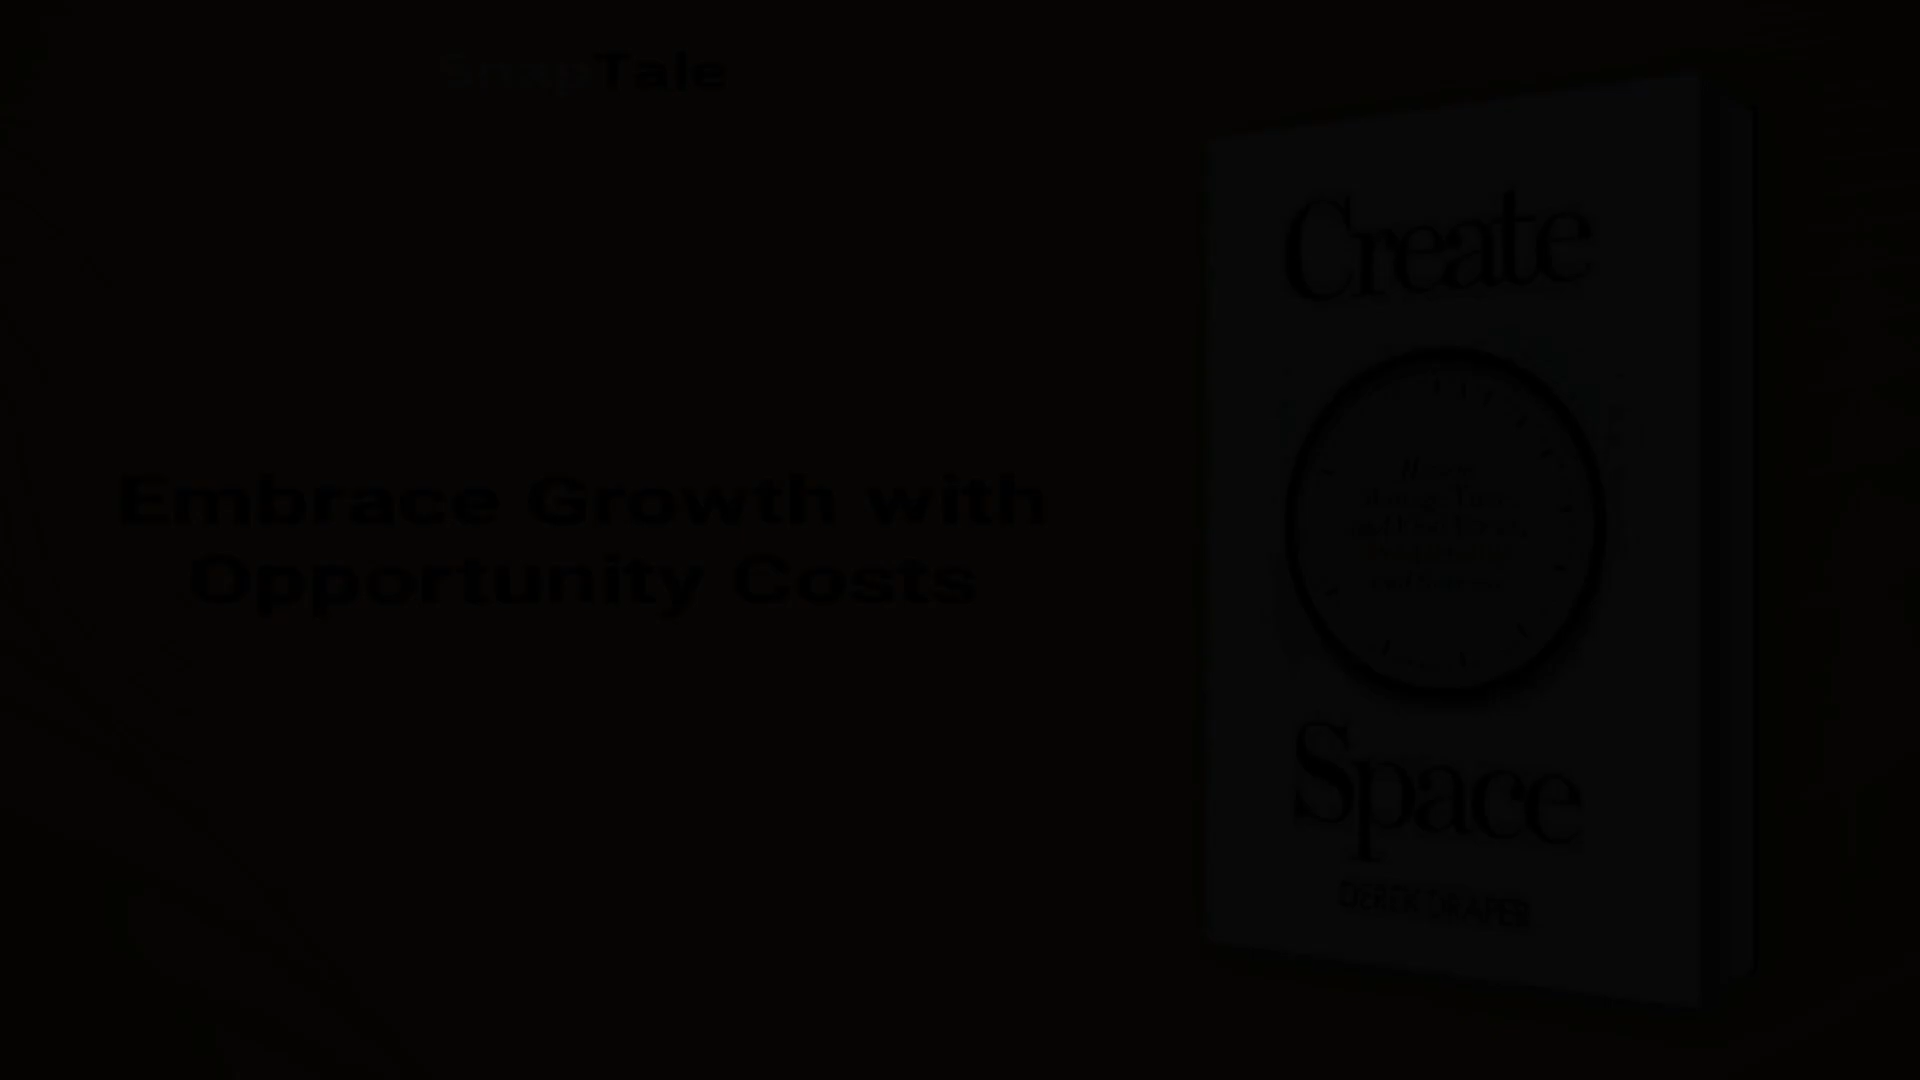 SnapTale
Embrace Growth with
Opportunity Costs
Create
Space
DEREK DRAPER